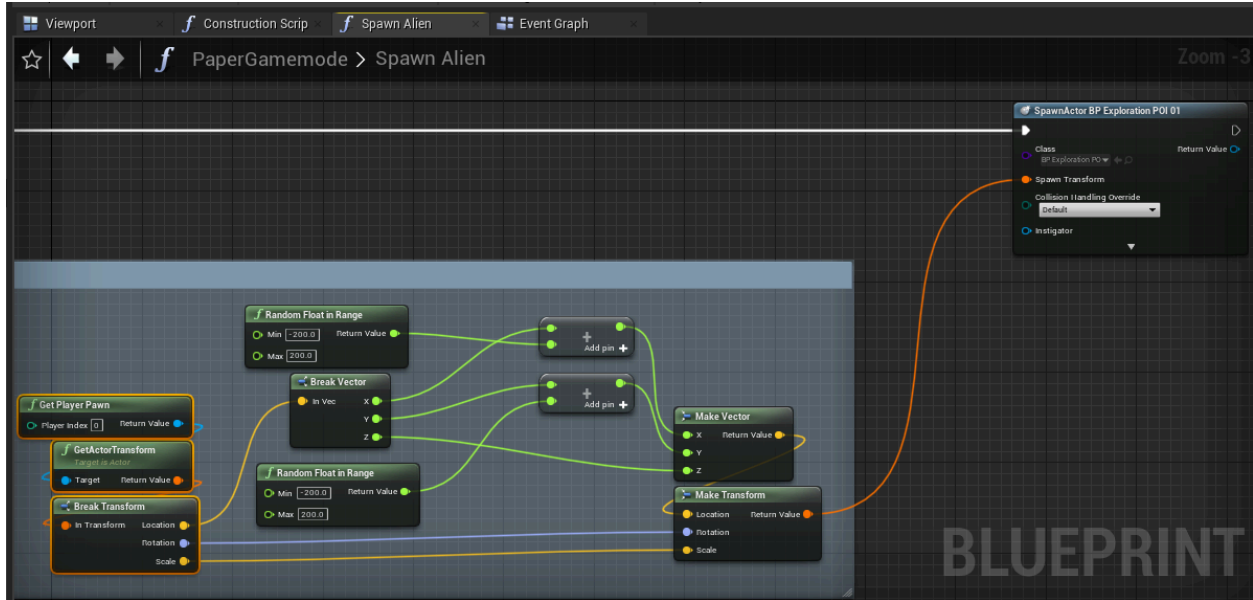 Viewport
Construction Scrip
Spawn Alien
Event Graph
PaperGamemode > Spawn Alien
Zoom -3
SpawnActor BP Exploration POI 01
Class
BP Exploration PO
Return Value
Spawn Transform
Collision Handling Override
Default
Instigator
Random Float in Range
Min -200.0
Return Value
Max 200.0
Add pin +
Break Vector
In Vec
X
Y
Z
Add pin +
Get Player Pawn
Player Index 0
Return Value
GetActorTransform
Target is Actor
Target
Return Value
Random Float in Range
Min -200.0
Return Value
Max 200.0
Make Vector
X
Return Value
Y
Z
Break Transform
In Transform
Location
Rotation
Scale
Make Transform
Location
Return Value
Rotation
Scale
BLUEPRINT